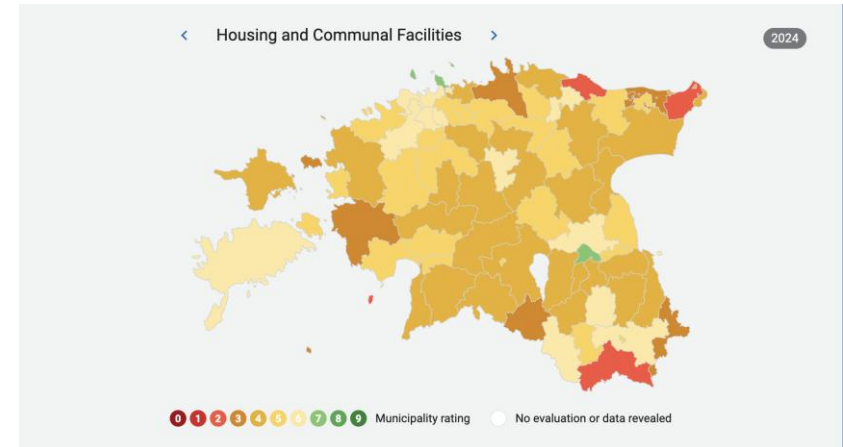 Housing and Communal Facilities
2024
0 1 2 3 4 5 6 7 8 9 Municipality rating No evaluation or data revealed